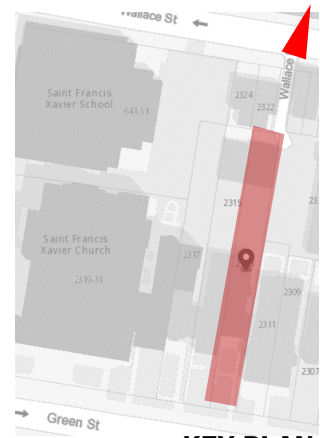 Wallace St
Saint Francis
Xavier School
641-51
2324
2322
Wallace
2315
Saint Francis
Xavier Church
2319-31
2317
2309
2311
2307
Green St
KEY PLAN